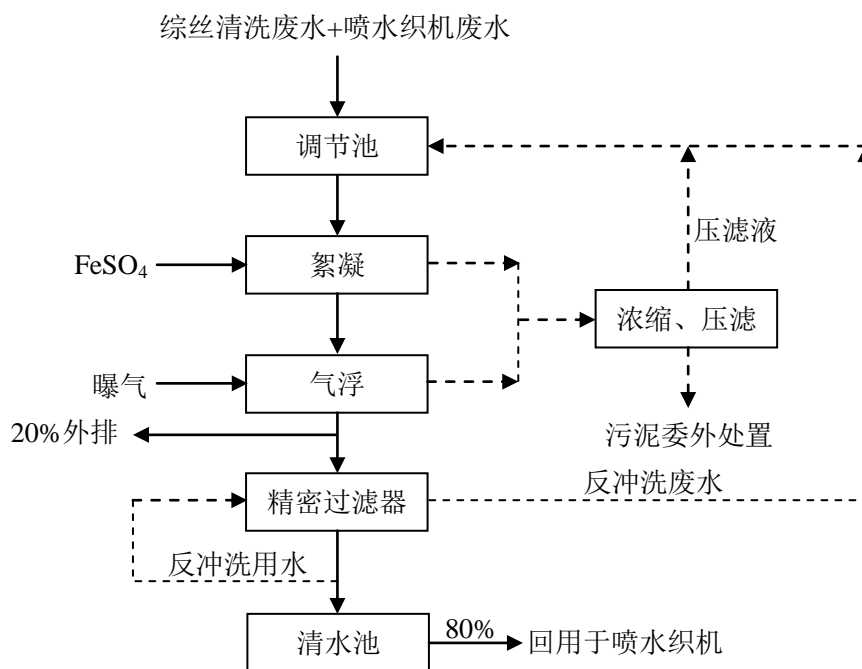 综丝清洗废水+喷水织机废水
调节池
压滤液
FeSO₄
絮凝
浓缩、压滤
曝气
气浮
20%外排
污泥委外处置
精密过滤器
反冲洗废水
反冲洗用水
清水池
80%
回用于喷水织机